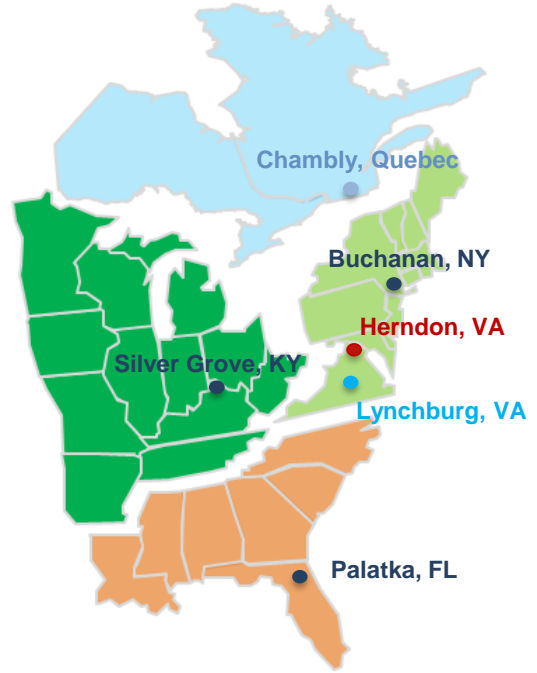 Chambly, Quebec
Buchanan, NY
Herndon, VA
Silver Grove, KY
Lynchburg, VA
Palatka, FL